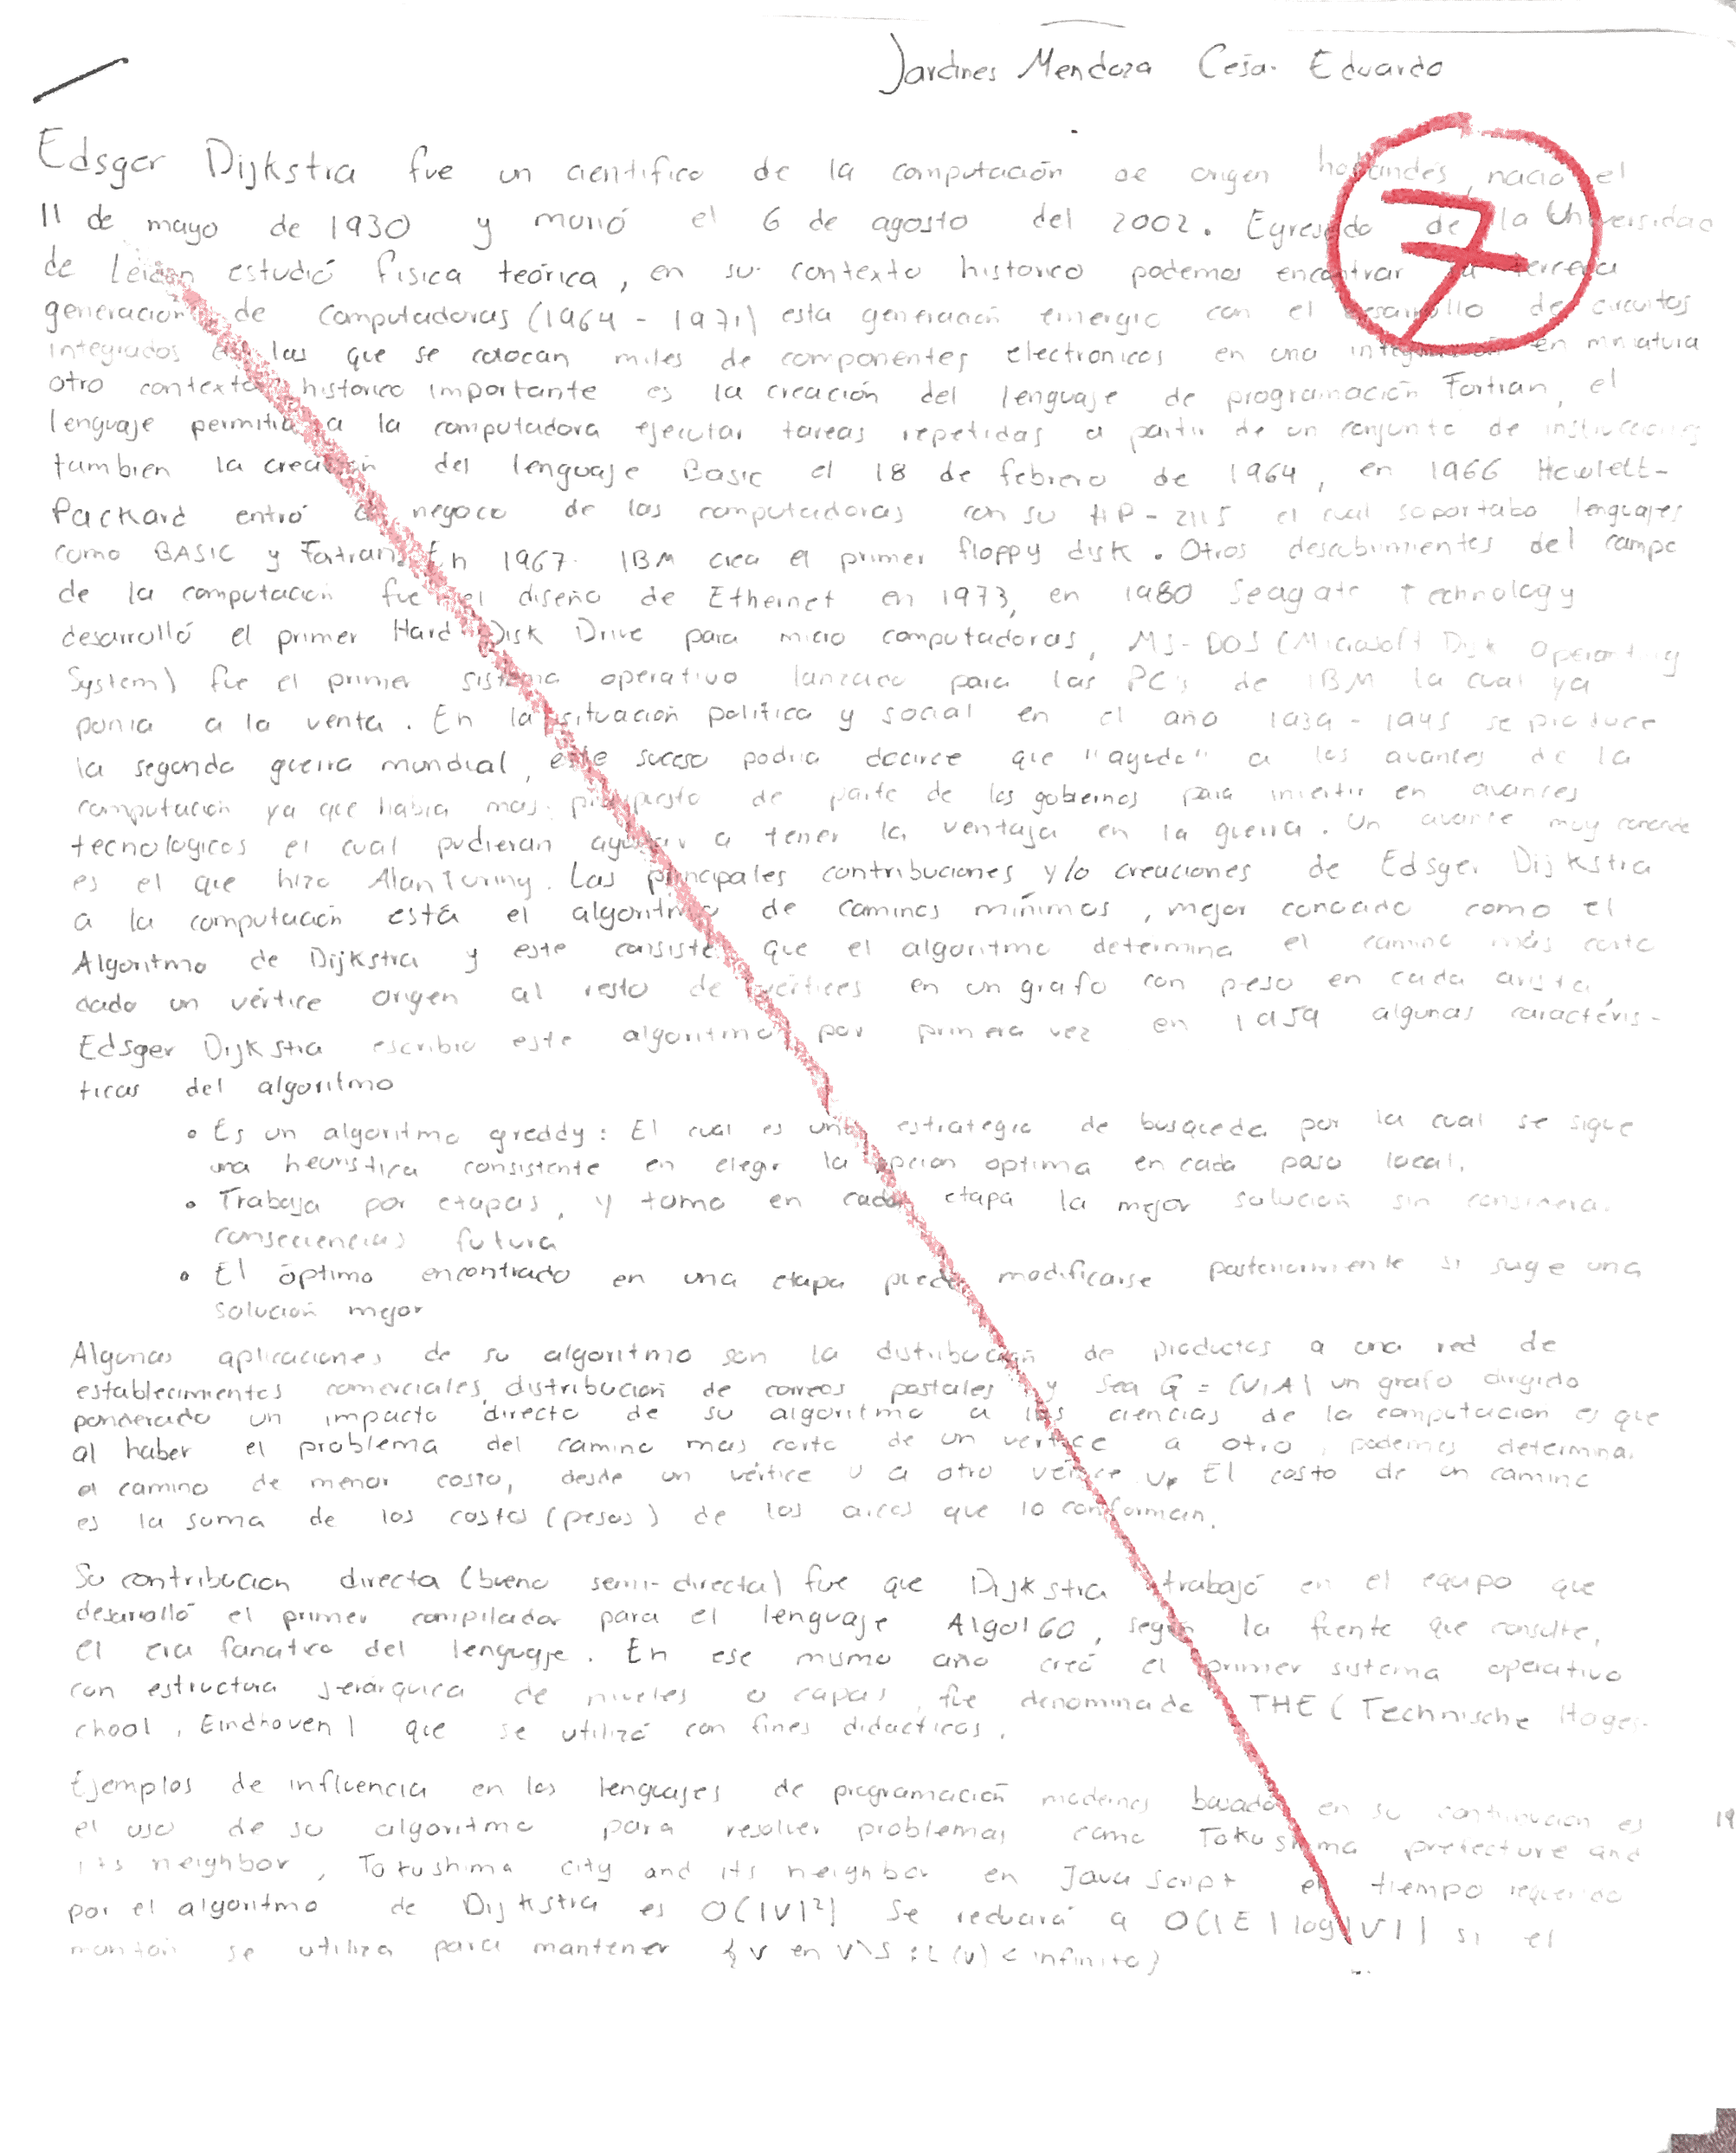 Jardines Mendoza Cesar Eduardo
7
Edsger Dijkstra fue un cientifico de la computación de origen holandés, nació el
11 de mayo de 1930 y murió el 6 de agosto del 2002. Egresado de la Universidad
de Leiden estudió física teórica, en su contexto historico podemos encontrar la tercera
generación de computadoras (1964 - 1971) esta generación emergio con el desarrollo de circuitos
integrados en las que se colocan miles de componentes electronicos en una integración en miniatura
otro contexto historico importante es la creación del lenguaje de programación Fortran, el
lenguaje permitia a la computadora ejecutar tareas repetidas a partir de un conjunto de instrucciones
tambien la creación del lenguaje Basic el 18 de febrero de 1964, en 1966 Hewlett-
Packard entró al negocio de las computadoras con su HP-2115 el cual soportaba lenguajes
como BASIC y Fortran. En 1967 IBM crea el primer floppy disk. Otros descubrimientos del campo
de la computación fue el diseño de Ethernet en 1973, en 1980 Seagate Technology
desarrolló el primer Hard Disk Drive para micro computadoras, MS-DOS (Microsoft Disk Operating
System) fue el primer sistema operativo lanzado para las PC's de IBM la cual ya
ponia a la venta. En la situación política y social en el año 1939 - 1945 se produce
la segunda guerra mundial, este suceso podria decirce que "ayudo" a los avances de la
computación ya que habia mas presupuesto de parte de los gobiernos para invertir en avances
tecnologicos el cual pudieran ayudar a tener la ventaja en la guerra. Un avance muy conocido
es el que hizo Alan Turing. Las principales contribuciones y/o creaciones de Edsger Dijkstra
a la computación está el algoritmo de caminos mínimos, mejor conocido como el
Algoritmo de Dijkstra y este consiste que el algoritmo determina el camino más corto
dado un vértice origen al resto de vértices en un grafo con peso en cada arista,
Edsger Dijkstra escribio este algoritmo por primera vez en 1959 algunas caracterís-
ticas del algoritmo
• Es un algoritmo greddy: El cual es una estrategia de busqueda por la cual se sigue
una heuristica consistente en elegir la opcion optima en cada paso local.
• Trabaja por etapas, y toma en cada etapa la mejor solución sin considerar
consecuencias futura
• El óptimo encontrado en una etapa puede modificarse posteriormente si suge una
solución mejor
Algunas aplicaciones de su algoritmo son la distribución de productos a una red de
establecimientos comerciales, distribución de correos postales y Sea G = (V,A) un grafo dirigido
ponderado un impacto directo de su algoritmo a las ciencias de la computacion es que
al haber el problema del camino mas corto de un vertice a otro, podemos determinar
el camino de menor costo, desde un vértice u a otro vértice v. El costo de un camino
es la suma de los costos (pesos) de los arcos que lo conforman.
Su contribucion directa (bueno semi-directa) fue que Dijkstra trabajó en el equipo que
desarrolló el primer compilador para el lenguaje Algol 60, según la fuente que consulte,
el era fanatico del lenguaje. En ese mismo año creó el primer sistema operativo
con estructura jerárquica de niveles o capas, fue denominado THE (Technische Hoges-
chool, Eindhoven) que se utilizó con fines didacticos.
Ejemplos de influencia en los lenguajes de programación modernos basados en su contribucion es
el uso de su algoritmo para resolver problemas como Tokushima prefecture and
its neighbor, Tokushima city and its neighbor en Java Script el tiempo requerido
por el algoritmo de Dijkstra es O(|V|²) Se reducirá a O(|E| log |V|) si el
montón se utiliza para mantener {v en V\S : L(v) < infinito}
19